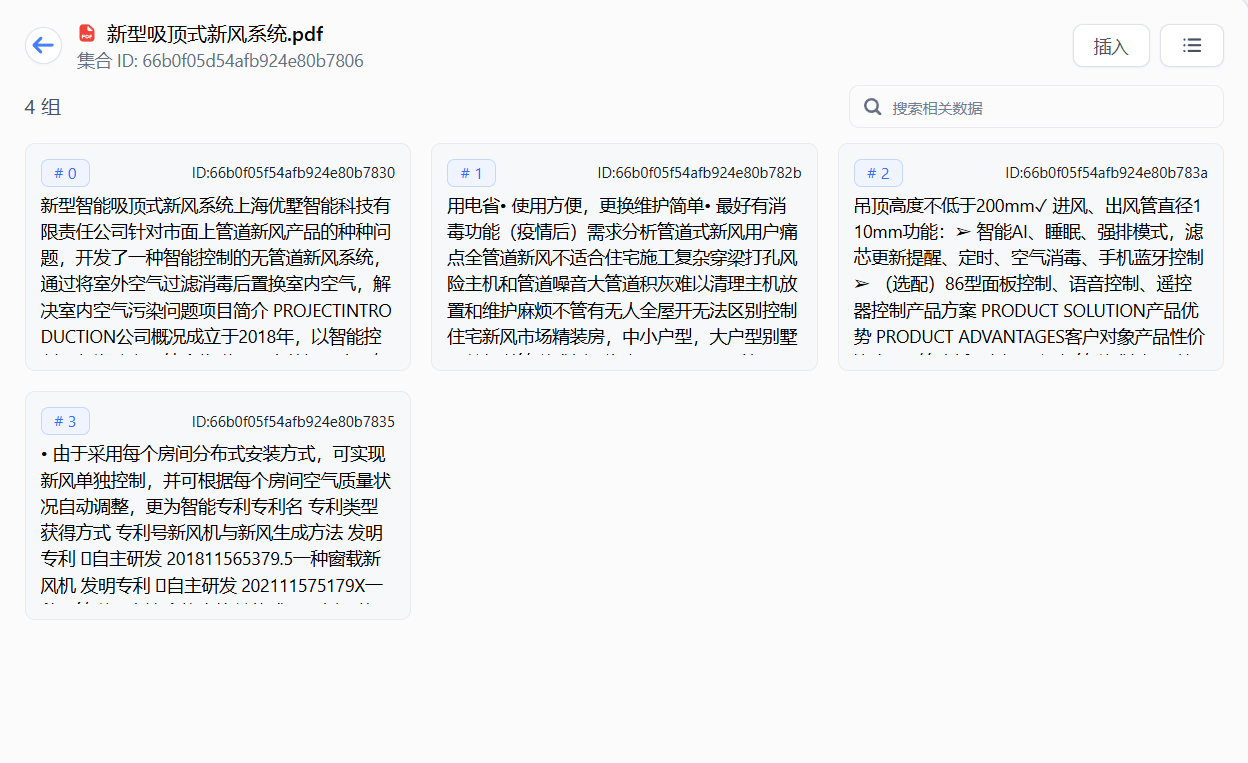 新型吸顶式新风系统.pdf
集合 ID: 66b0f05d54afb924e80b7806
插入
4 组
搜索相关数据
# 0
ID:66b0f05f54afb924e80b7830
新型智能吸顶式新风系统上海优墅智能科技有
限责任公司针对市面上管道新风产品的种种问
题，开发了一种智能控制的无管道新风系统，
通过将室外空气过滤消毒后置换室内空气，解
决室内空气污染问题项目简介 PROJECTINTRO
DUCTION公司概况成立于2018年，以智能控
# 1
ID:66b0f05f54afb924e80b782b
用电省• 使用方便，更换维护简单• 最好有消
毒功能（疫情后）需求分析管道式新风用户痛
点全管道新风不适合住宅施工复杂穿梁打孔风
险主机和管道噪音大管道积灰难以清理主机放
置和维护麻烦不管有无人全屋开无法区别控制
住宅新风市场精装房，中小户型，大户型别墅
# 2
ID:66b0f05f54afb924e80b783a
吊顶高度不低于200mm✓ 进风、出风管直径1
10mm功能：➢ 智能AI、睡眠、强排模式，滤
芯更新提醒、定时、空气消毒、手机蓝牙控制
➢ （选配）86型面板控制、语音控制、遥控
器控制产品方案 PRODUCT SOLUTION产品优
势 PRODUCT ADVANTAGES客户对象产品性价
# 3
ID:66b0f05f54afb924e80b7835
• 由于采用每个房间分布式安装方式，可实现
新风单独控制，并可根据每个房间空气质量状
况自动调整，更为智能专利专利名 专利类型
获得方式 专利号新风机与新风生成方法 发明
专利 自主研发 201811565379.5一种窗载新
风机 发明专利 自主研发 202111575179X一